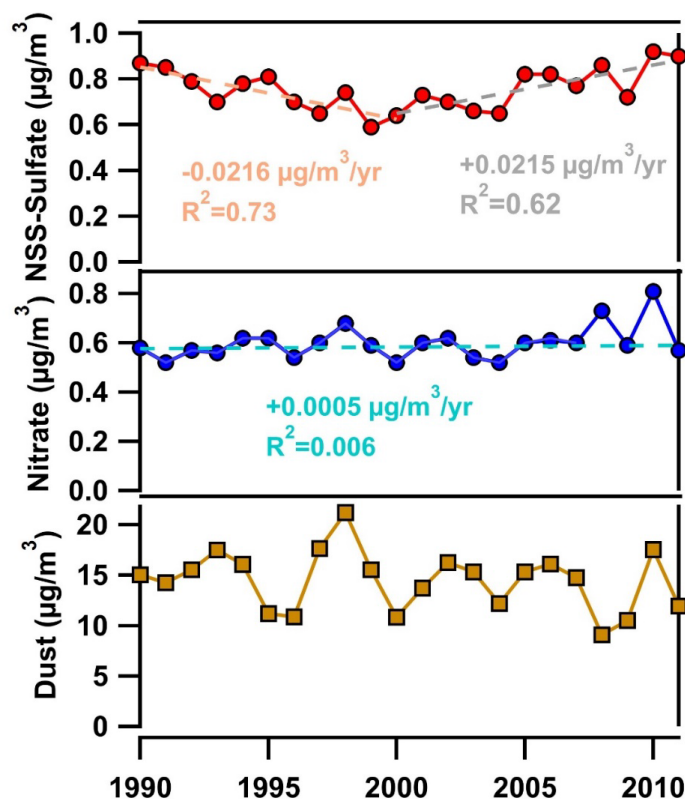 NSS-Sulfate (µg/m³)
1.0
0.8
0.6
0.4
0.2
0.0
-0.0216 µg/m³/yr
R²=0.73
+0.0215 µg/m³/yr
R²=0.62
Nitrate (µg/m³)
0.8
0.6
0.4
0.2
0.0
+0.0005 µg/m³/yr
R²=0.006
Dust (µg/m³)
20
15
10
5
0
1990 1995 2000 2005 2010